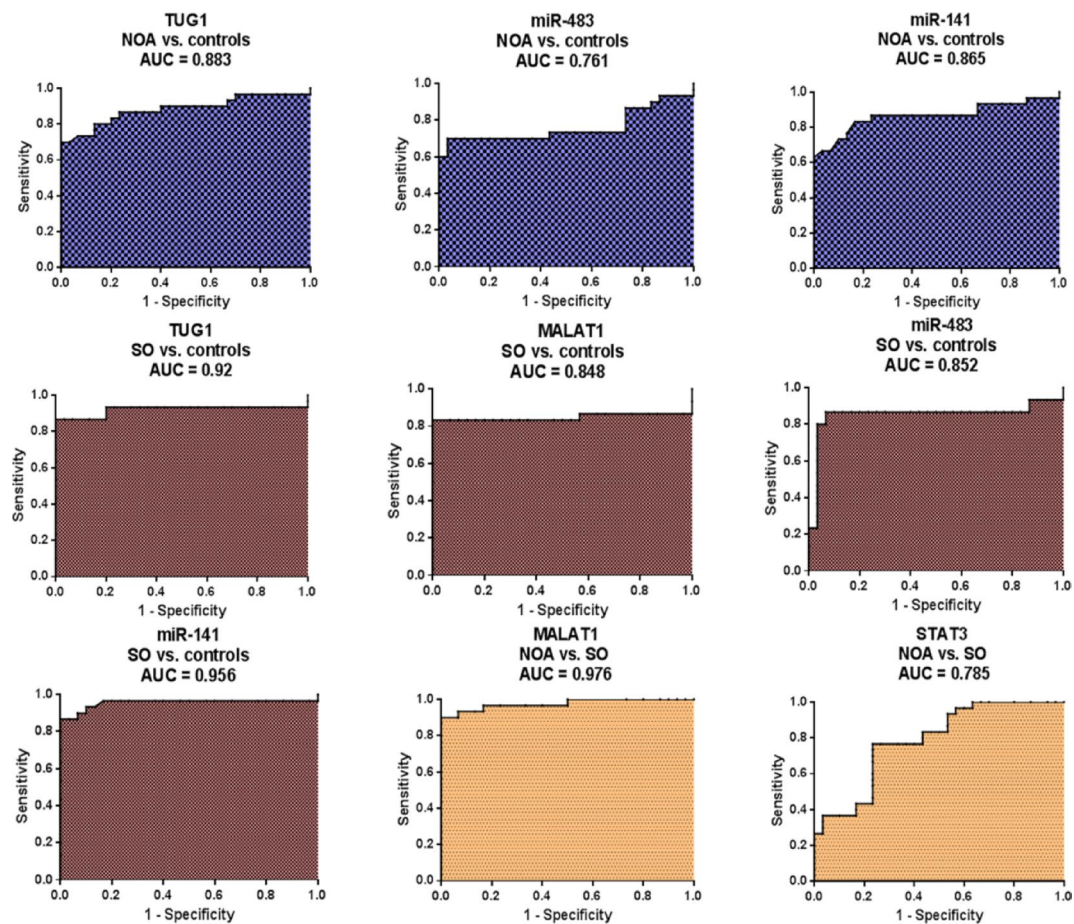 TUG1
NOA vs. controls
AUC = 0.883
Sensitivity
1.0
0.8
0.6
0.4
0.2
0.0
0.0 0.2 0.4 0.6 0.8 1.0
1 - Specificity
miR-483
NOA vs. controls
AUC = 0.761
Sensitivity
1.0
0.8
0.6
0.4
0.2
0.0
0.0 0.2 0.4 0.6 0.8 1.0
1 - Specificity
miR-141
NOA vs. controls
AUC = 0.865
Sensitivity
1.0
0.8
0.6
0.4
0.2
0.0
0.0 0.2 0.4 0.6 0.8 1.0
1 - Specificity
TUG1
SO vs. controls
AUC = 0.92
Sensitivity
1.0
0.8
0.6
0.4
0.2
0.0
0.0 0.2 0.4 0.6 0.8 1.0
1 - Specificity
MALAT1
SO vs. controls
AUC = 0.848
Sensitivity
1.0
0.8
0.6
0.4
0.2
0.0
0.0 0.2 0.4 0.6 0.8 1.0
1 - Specificity
miR-483
SO vs. controls
AUC = 0.852
Sensitivity
1.0
0.8
0.6
0.4
0.2
0.0
0.0 0.2 0.4 0.6 0.8 1.0
1 - Specificity
miR-141
SO vs. controls
AUC = 0.956
Sensitivity
1.0
0.8
0.6
0.4
0.2
0.0
0.0 0.2 0.4 0.6 0.8 1.0
1 - Specificity
MALAT1
NOA vs. SO
AUC = 0.976
Sensitivity
1.0
0.8
0.6
0.4
0.2
0.0
0.0 0.2 0.4 0.6 0.8 1.0
1 - Specificity
STAT3
NOA vs. SO
AUC = 0.785
Sensitivity
1.0
0.8
0.6
0.4
0.2
0.0
0.0 0.2 0.4 0.6 0.8 1.0
1 - Specificity